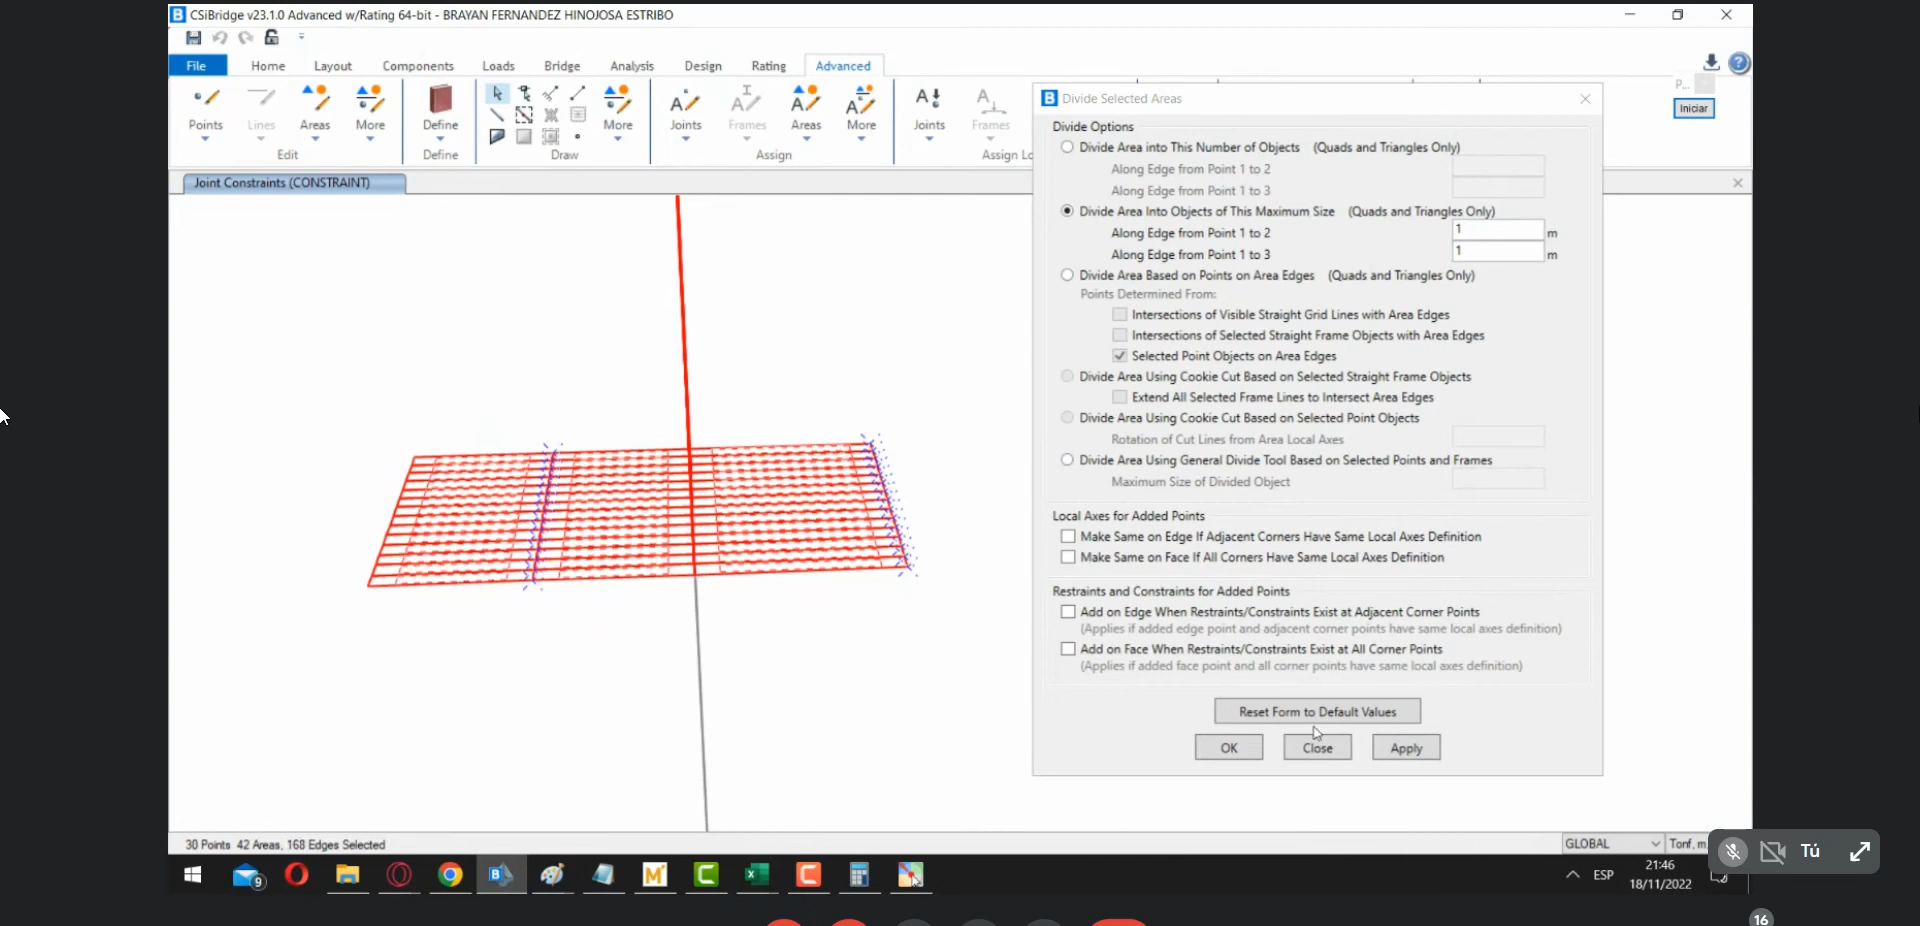 CSiBridge v23.1.0 Advanced w/Rating 64-bit - BRAYAN FERNANDEZ HINOJOSA ESTRIBO
File Home Layout Components Loads Bridge Analysis Design Rating Advanced
P...
Iniciar
Points Lines Areas More Define More Joints Frames Areas More Joints Frames
Edit Define Draw Assign Assign Lo
Joint Constraints (CONSTRAINT)
Divide Selected Areas
Divide Options
Divide Area into This Number of Objects (Quads and Triangles Only)
Along Edge from Point 1 to 2
Along Edge from Point 1 to 3
Divide Area Into Objects of This Maximum Size (Quads and Triangles Only)
Along Edge from Point 1 to 2 1 m
Along Edge from Point 1 to 3 1 m
Divide Area Based on Points on Area Edges (Quads and Triangles Only)
Points Determined From:
Intersections of Visible Straight Grid Lines with Area Edges
Intersections of Selected Straight Frame Objects with Area Edges
Selected Point Objects on Area Edges
Divide Area Using Cookie Cut Based on Selected Straight Frame Objects
Extend All Selected Frame Lines to Intersect Area Edges
Divide Area Using Cookie Cut Based on Selected Point Objects
Rotation of Cut Lines from Area Local Axes
Divide Area Using General Divide Tool Based on Selected Points and Frames
Maximum Size of Divided Object
Local Axes for Added Points
Make Same on Edge If Adjacent Corners Have Same Local Axes Definition
Make Same on Face If All Corners Have Same Local Axes Definition
Restraints and Constraints for Added Points
Add on Edge When Restraints/Constraints Exist at Adjacent Corner Points
(Applies if added edge point and adjacent corner points have same local axes definition)
Add on Face When Restraints/Constraints Exist at All Corner Points
(Applies if added face point and all corner points have same local axes definition)
Reset Form to Default Values
OK Close Apply
30 Points 42 Areas, 168 Edges Selected
GLOBAL Tonf, m,
Tú
9
ESP
21:46
18/11/2022
16